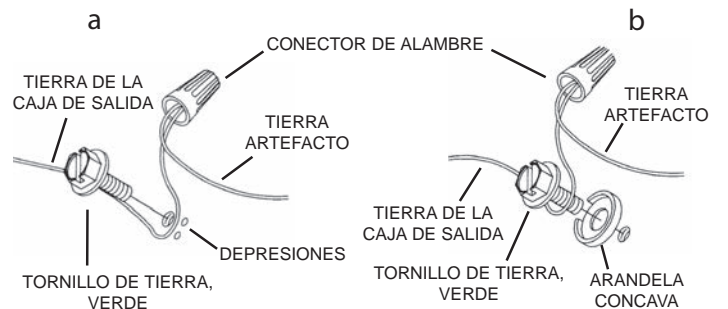 a
b
CONECTOR DE ALAMBRE
TIERRA DE LA
CAJA DE SALIDA
TIERRA
ARTEFACTO
DEPRESIONES
TORNILLO DE TIERRA,
VERDE
TIERRA
ARTEFACTO
TIERRA DE LA
CAJA DE SALIDA
TORNILLO DE TIERRA,
VERDE
ARANDELA
CONCAVA